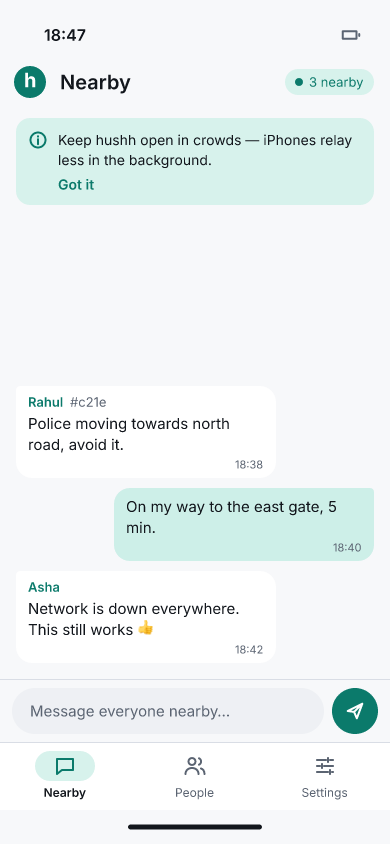 18:47
h
Nearby
3 nearby
Keep hushh open in crowds — iPhones relay
less in the background.
Got it
Rahul #c21e
Police moving towards north
road, avoid it.
18:38
On my way to the east gate, 5
min.
18:40
Asha
Network is down everywhere.
This still works 👍
18:42
Message everyone nearby...
Nearby
People
Settings